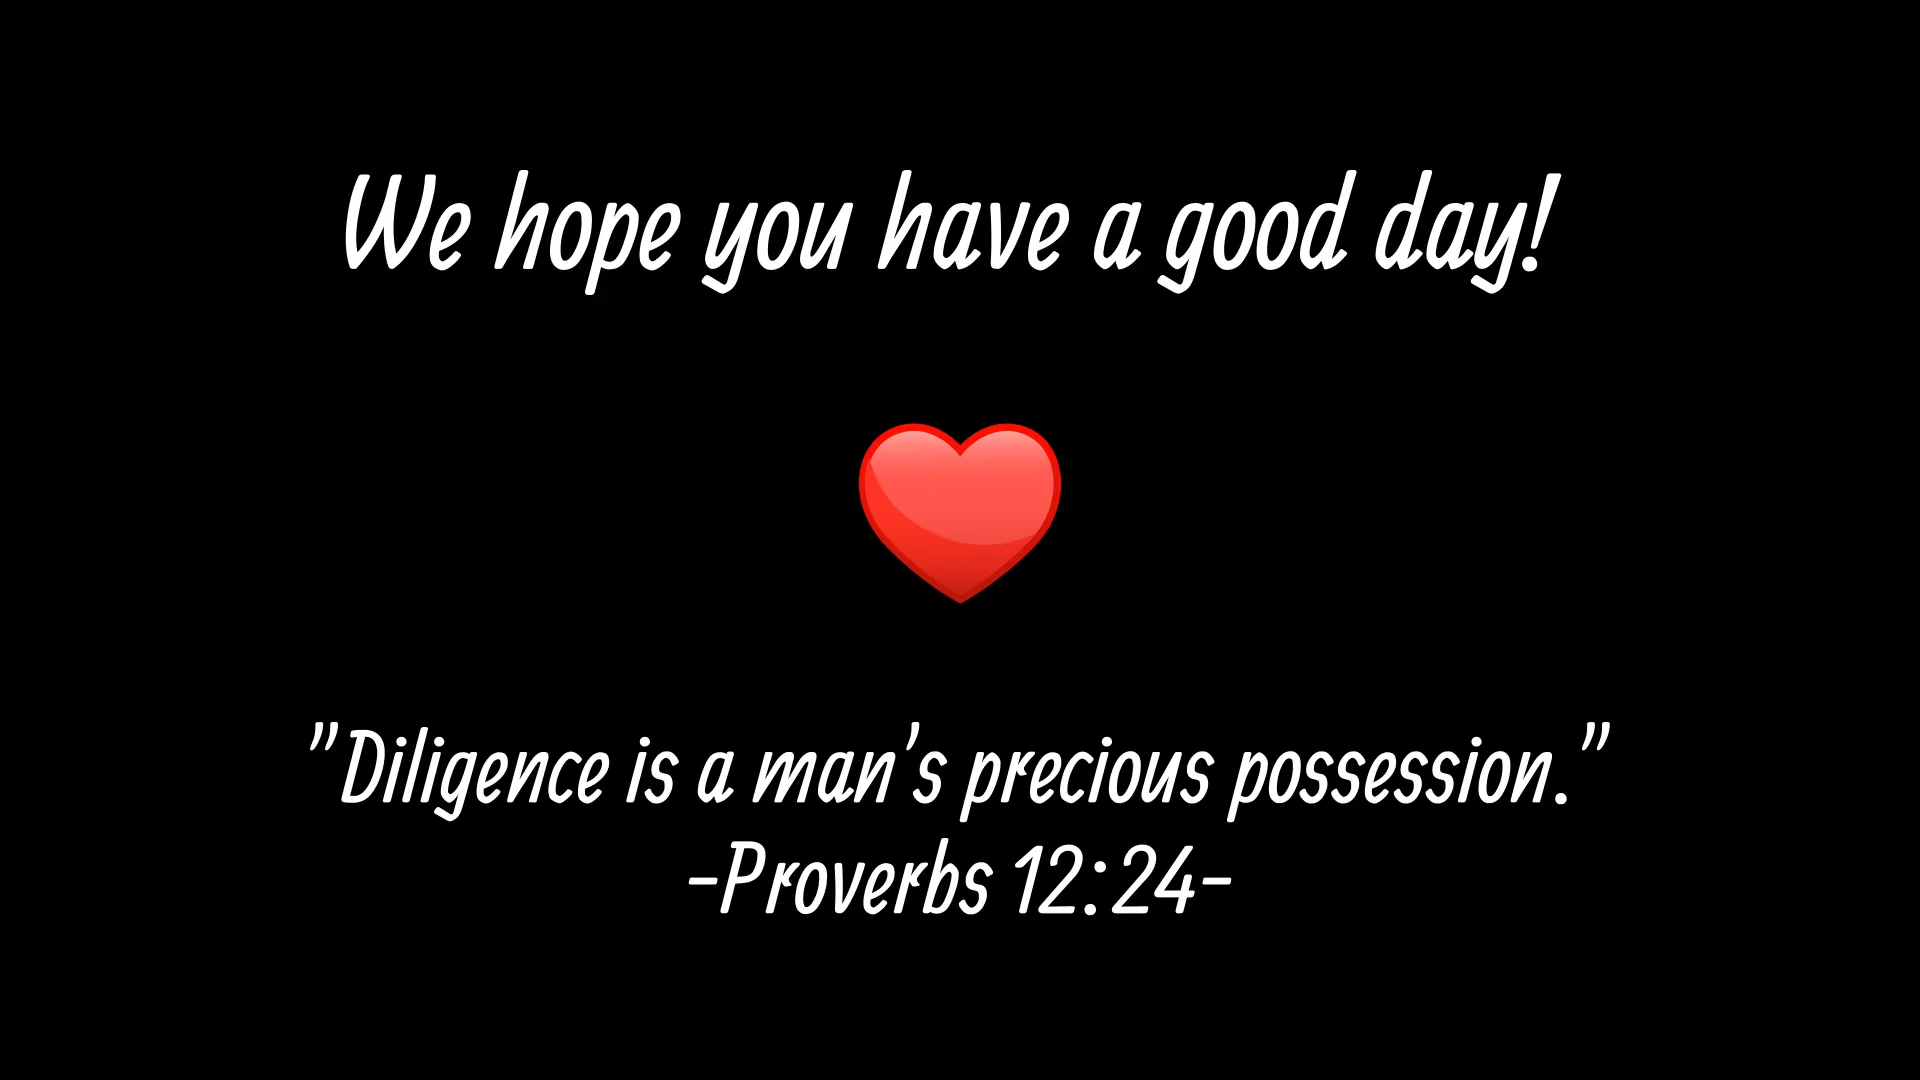 We hope you have a good day!
"Diligence is a man's precious possession."
-Proverbs 12:24-